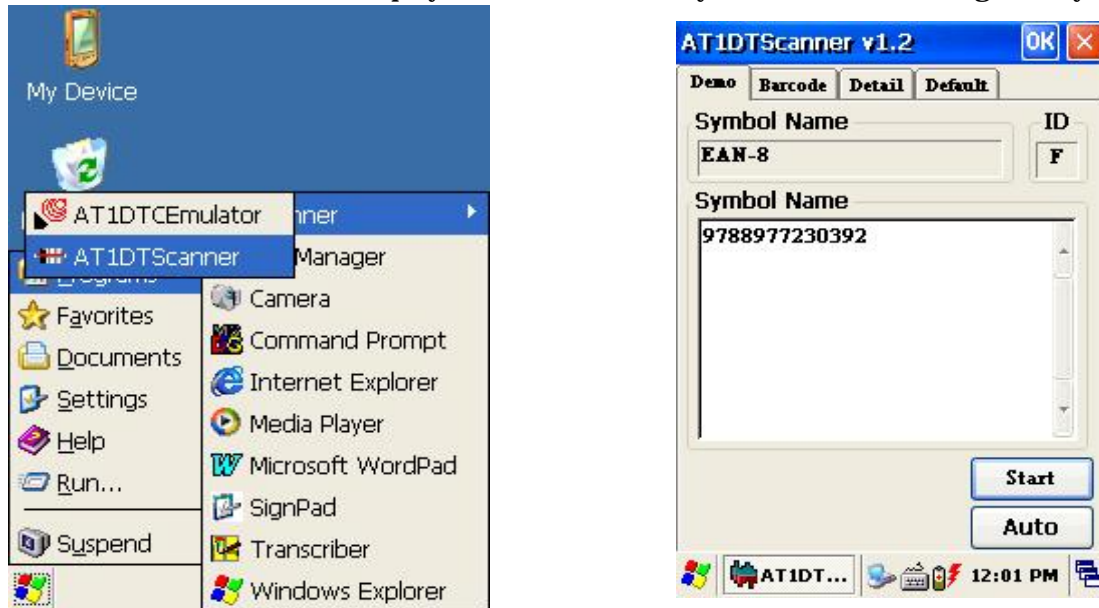 My Device
AT1DTCEmulator
AT1DTScanner
Manager
Camera
Favorites
Command Prompt
Documents
Internet Explorer
Settings
Media Player
Help
Microsoft WordPad
Run...
SignPad
Suspend
Transcriber
Windows Explorer
AT1DTScanner v1.2
OK
Demo Barcode Detail Default
Symbol Name ID
EAN-8 F
Symbol Name
9788977230392
Start
Auto
AT1DT... 12:01 PM